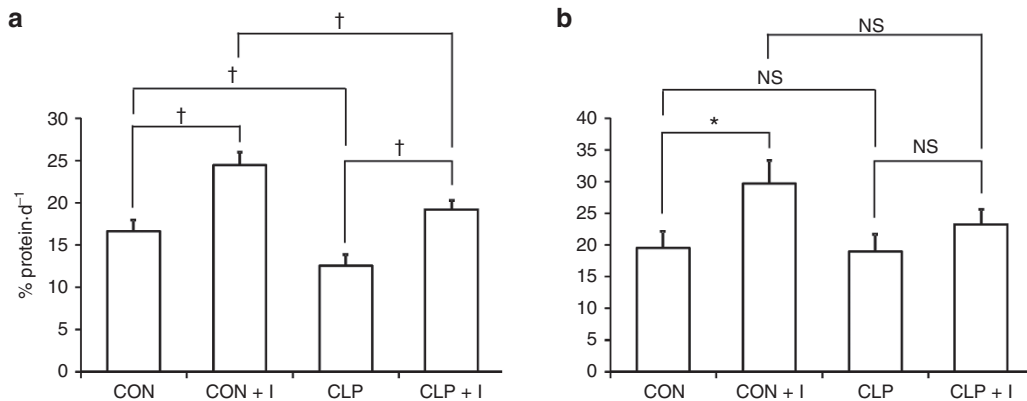 a
†
†
†
†
% protein·d⁻¹
30
25
20
15
10
5
0
CON
CON + I
CLP
CLP + I
b
NS
NS
*
NS
40
35
30
25
20
15
10
5
0
CON
CON + I
CLP
CLP + I